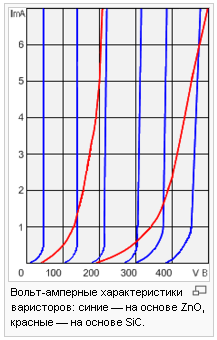 ImA
6
5
4
3
2
1
0 100 200 300 400 V В
Вольт-амперные характеристики
варисторов: синие — на основе ZnO,
красные — на основе SiC.